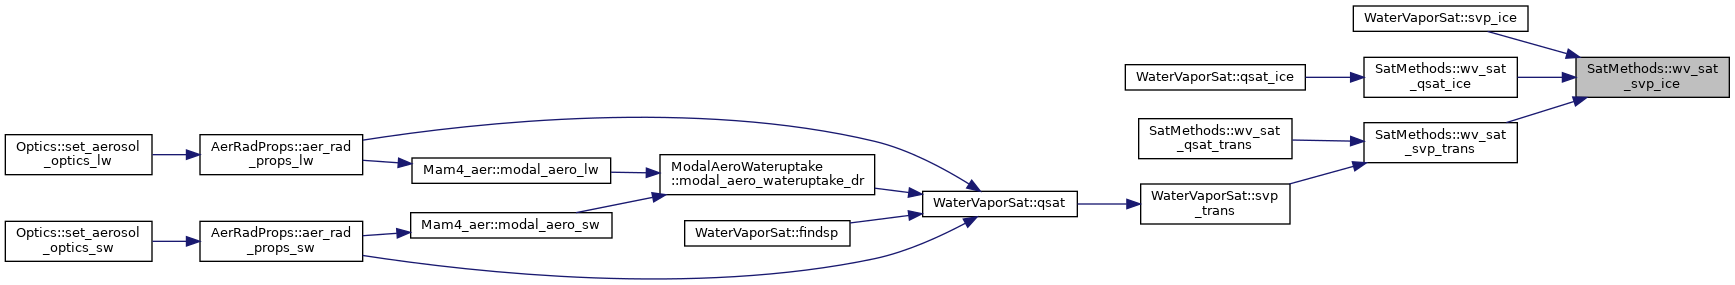 WaterVaporSat::svp_ice
SatMethods::wv_sat
_svp_ice
SatMethods::wv_sat
_qsat_ice
WaterVaporSat::qsat_ice
SatMethods::wv_sat
_qsat_trans
SatMethods::wv_sat
_svp_trans
WaterVaporSat::svp
_trans
WaterVaporSat::qsat
ModalAeroWateruptake
::modal_aero_wateruptake_dr
WaterVaporSat::findsp
Mam4_aer::modal_aero_lw
Mam4_aer::modal_aero_sw
AerRadProps::aer_rad
_props_lw
AerRadProps::aer_rad
_props_sw
Optics::set_aerosol
_optics_lw
Optics::set_aerosol
_optics_sw